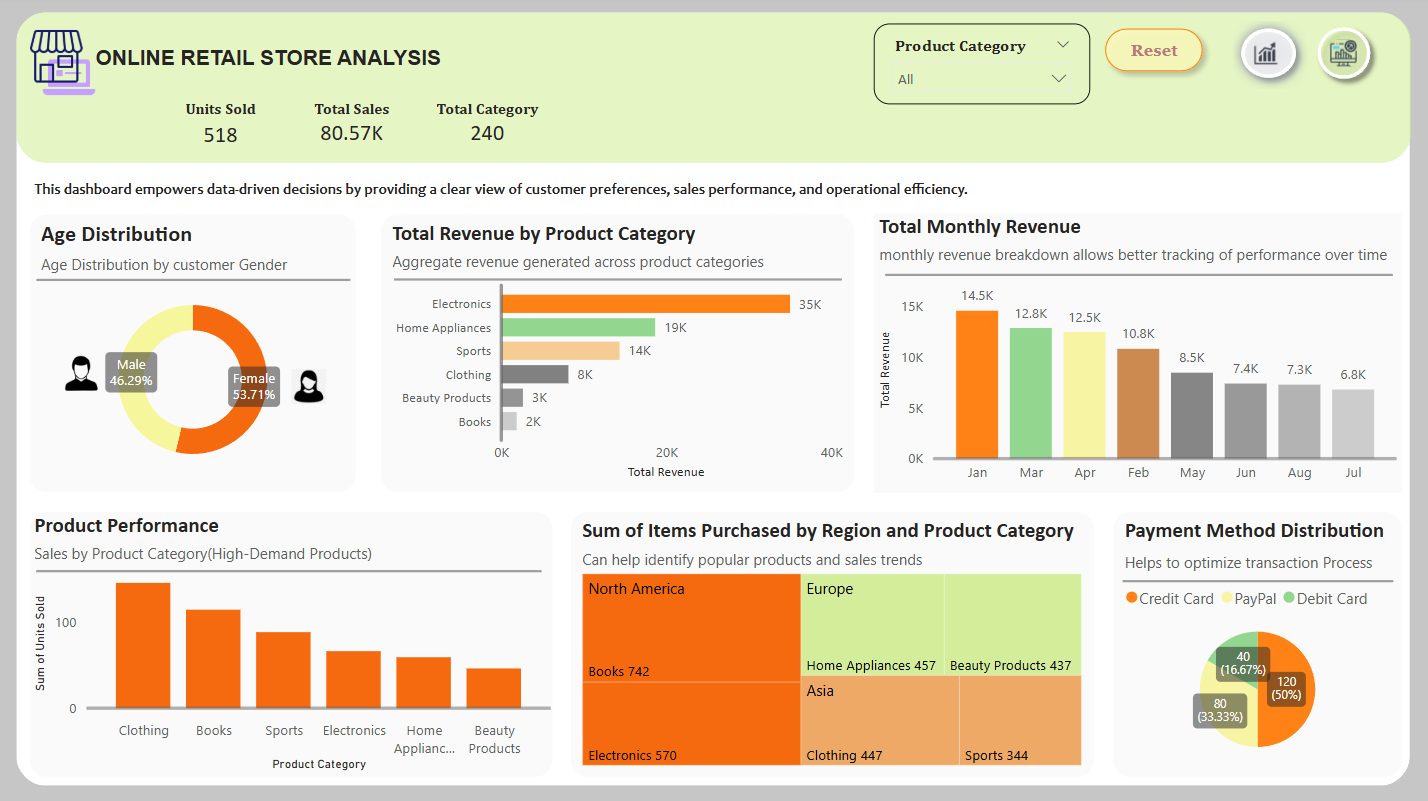 ONLINE RETAIL STORE ANALYSIS
Product Category
All
Reset
Units Sold
518
Total Sales
80.57K
Total Category
240
This dashboard empowers data-driven decisions by providing a clear view of customer preferences, sales performance, and operational efficiency.
Age Distribution
Age Distribution by customer Gender
Male
46.29%
Female
53.71%
Total Revenue by Product Category
Aggregate revenue generated across product categories
Electronics 35K
Home Appliances 19K
Sports 14K
Clothing 8K
Beauty Products 3K
Books 2K
0K 20K 40K
Total Revenue
Total Monthly Revenue
monthly revenue breakdown allows better tracking of performance over time
Total Revenue
15K
10K
5K
0K
14.5K 12.8K 12.5K 10.8K 8.5K 7.4K 7.3K 6.8K
Jan Mar Apr Feb May Jun Aug Jul
Product Performance
Sales by Product Category(High-Demand Products)
Sum of Units Sold
100
0
Clothing Books Sports Electronics Home Applianc... Beauty Products
Product Category
Sum of Items Purchased by Region and Product Category
Can help identify popular products and sales trends
North America
Books 742
Electronics 570
Europe
Home Appliances 457 Beauty Products 437
Asia
Clothing 447 Sports 344
Payment Method Distribution
Helps to optimize transaction Process
Credit Card PayPal Debit Card
40
(16.67%)
120
(50%)
80
(33.33%)